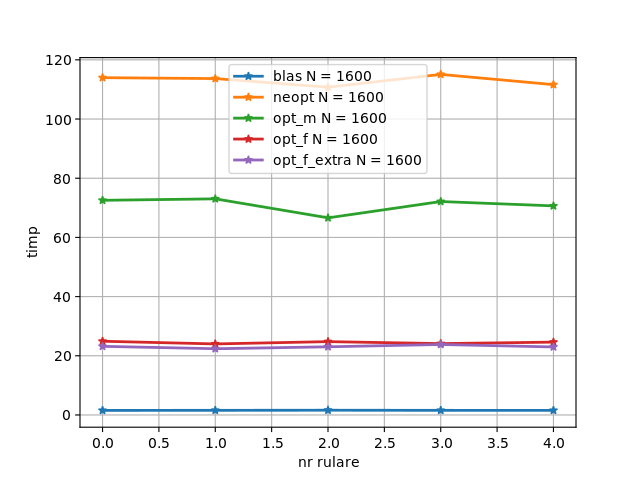 120
100
80
60
40
20
0
timp
blas N = 1600
neopt N = 1600
opt_m N = 1600
opt_f N = 1600
opt_f_extra N = 1600
0.0 0.5 1.0 1.5 2.0 2.5 3.0 3.5 4.0
nr rulare